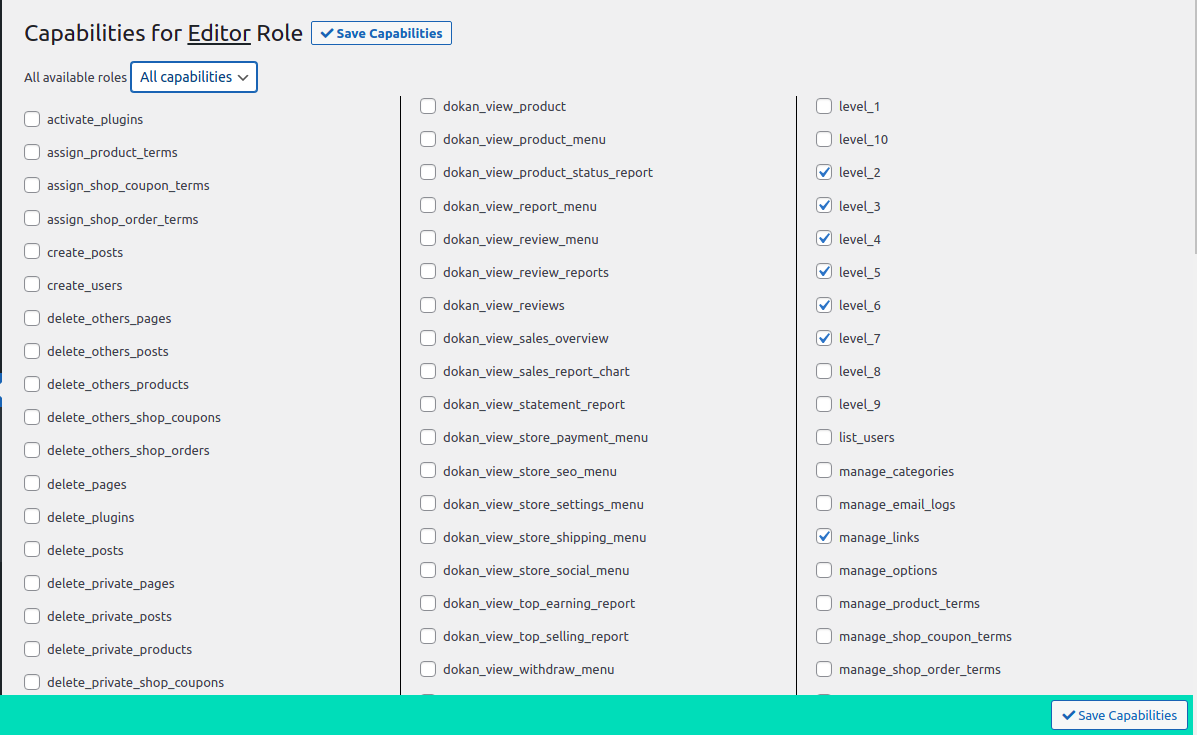 Capabilities for Editor Role Save Capabilities
All available roles All capabilities
activate_plugins
assign_product_terms
assign_shop_coupon_terms
assign_shop_order_terms
create_posts
create_users
delete_others_pages
delete_others_posts
delete_others_products
delete_others_shop_coupons
delete_others_shop_orders
delete_pages
delete_plugins
delete_posts
delete_private_pages
delete_private_posts
delete_private_products
delete_private_shop_coupons
dokan_view_product
dokan_view_product_menu
dokan_view_product_status_report
dokan_view_report_menu
dokan_view_review_menu
dokan_view_review_reports
dokan_view_reviews
dokan_view_sales_overview
dokan_view_sales_report_chart
dokan_view_statement_report
dokan_view_store_payment_menu
dokan_view_store_seo_menu
dokan_view_store_settings_menu
dokan_view_store_shipping_menu
dokan_view_store_social_menu
dokan_view_top_earning_report
dokan_view_top_selling_report
dokan_view_withdraw_menu
level_1
level_10
level_2
level_3
level_4
level_5
level_6
level_7
level_8
level_9
list_users
manage_categories
manage_email_logs
manage_links
manage_options
manage_product_terms
manage_shop_coupon_terms
manage_shop_order_terms
Save Capabilities